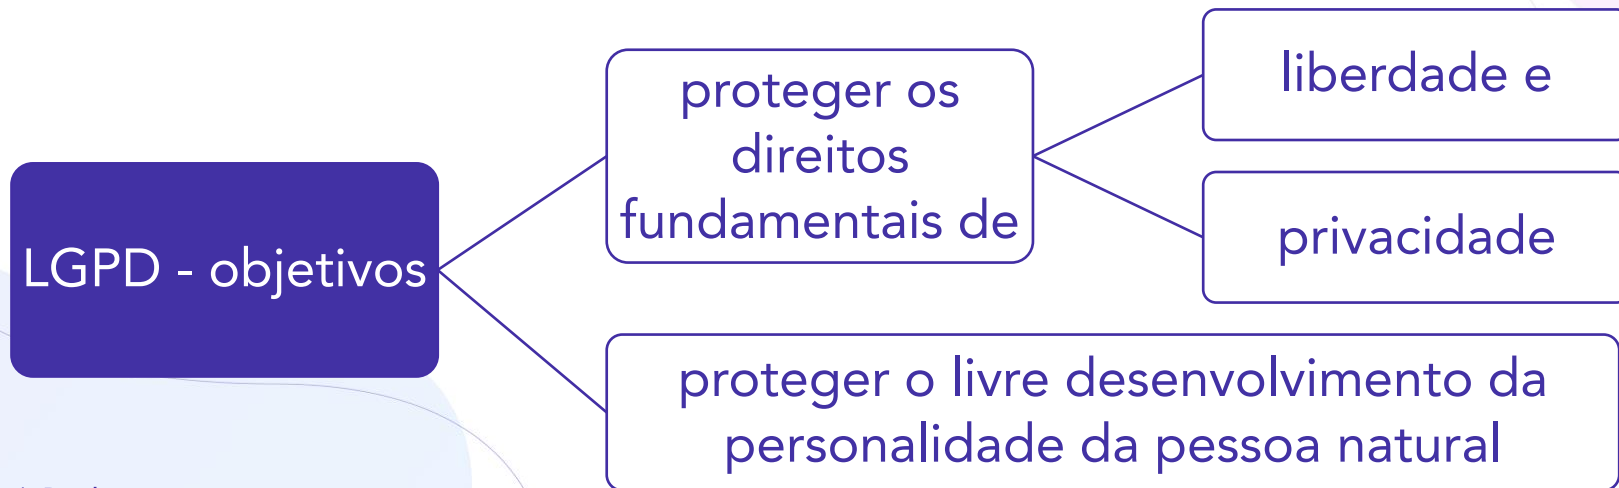 LGPD - objetivos
proteger os
direitos
fundamentais de
liberdade e
privacidade
proteger o livre desenvolvimento da
personalidade da pessoa natural